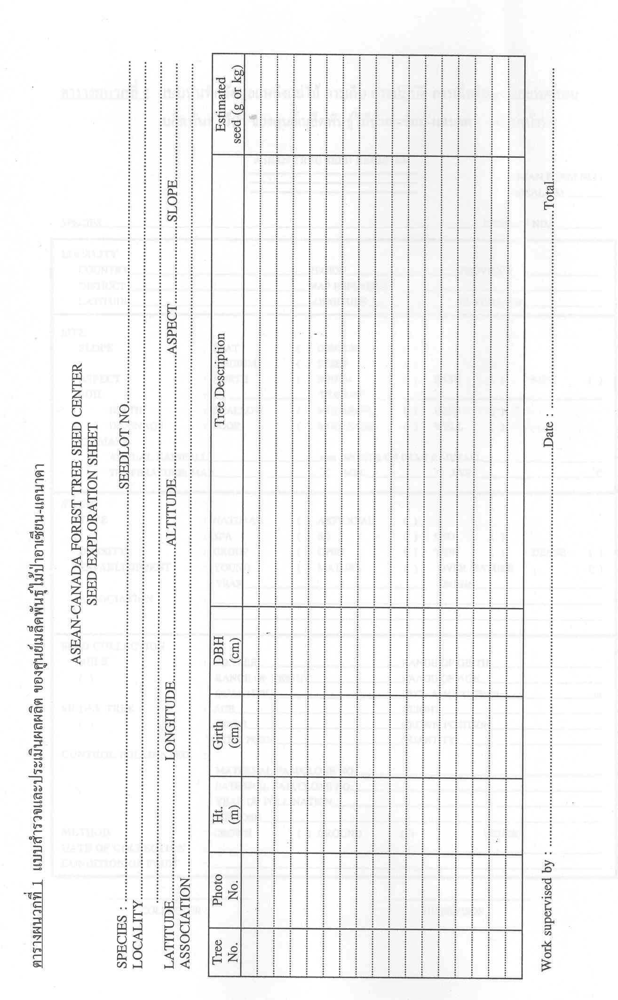 ตารางผนวกที่ 1 แบบสำรวจและประเมินผลผลิต ของศูนย์เมล็ดพันธุ์ไม้ป่าอาเซียน-แคนาดา
ASEAN-CANADA FOREST TREE SEED CENTER
SEED EXPLORATION SHEET
SPECIES : SEEDLOT NO.
LOCALITY
LATITUDE LONGITUDE ALTITUDE ASPECT SLOPE
ASSOCIATION
Tree No. Photo No. Ht. (m) Girth (cm) DBH (cm) Tree Description Estimated seed (g or kg)
Work supervised by : Date : Total